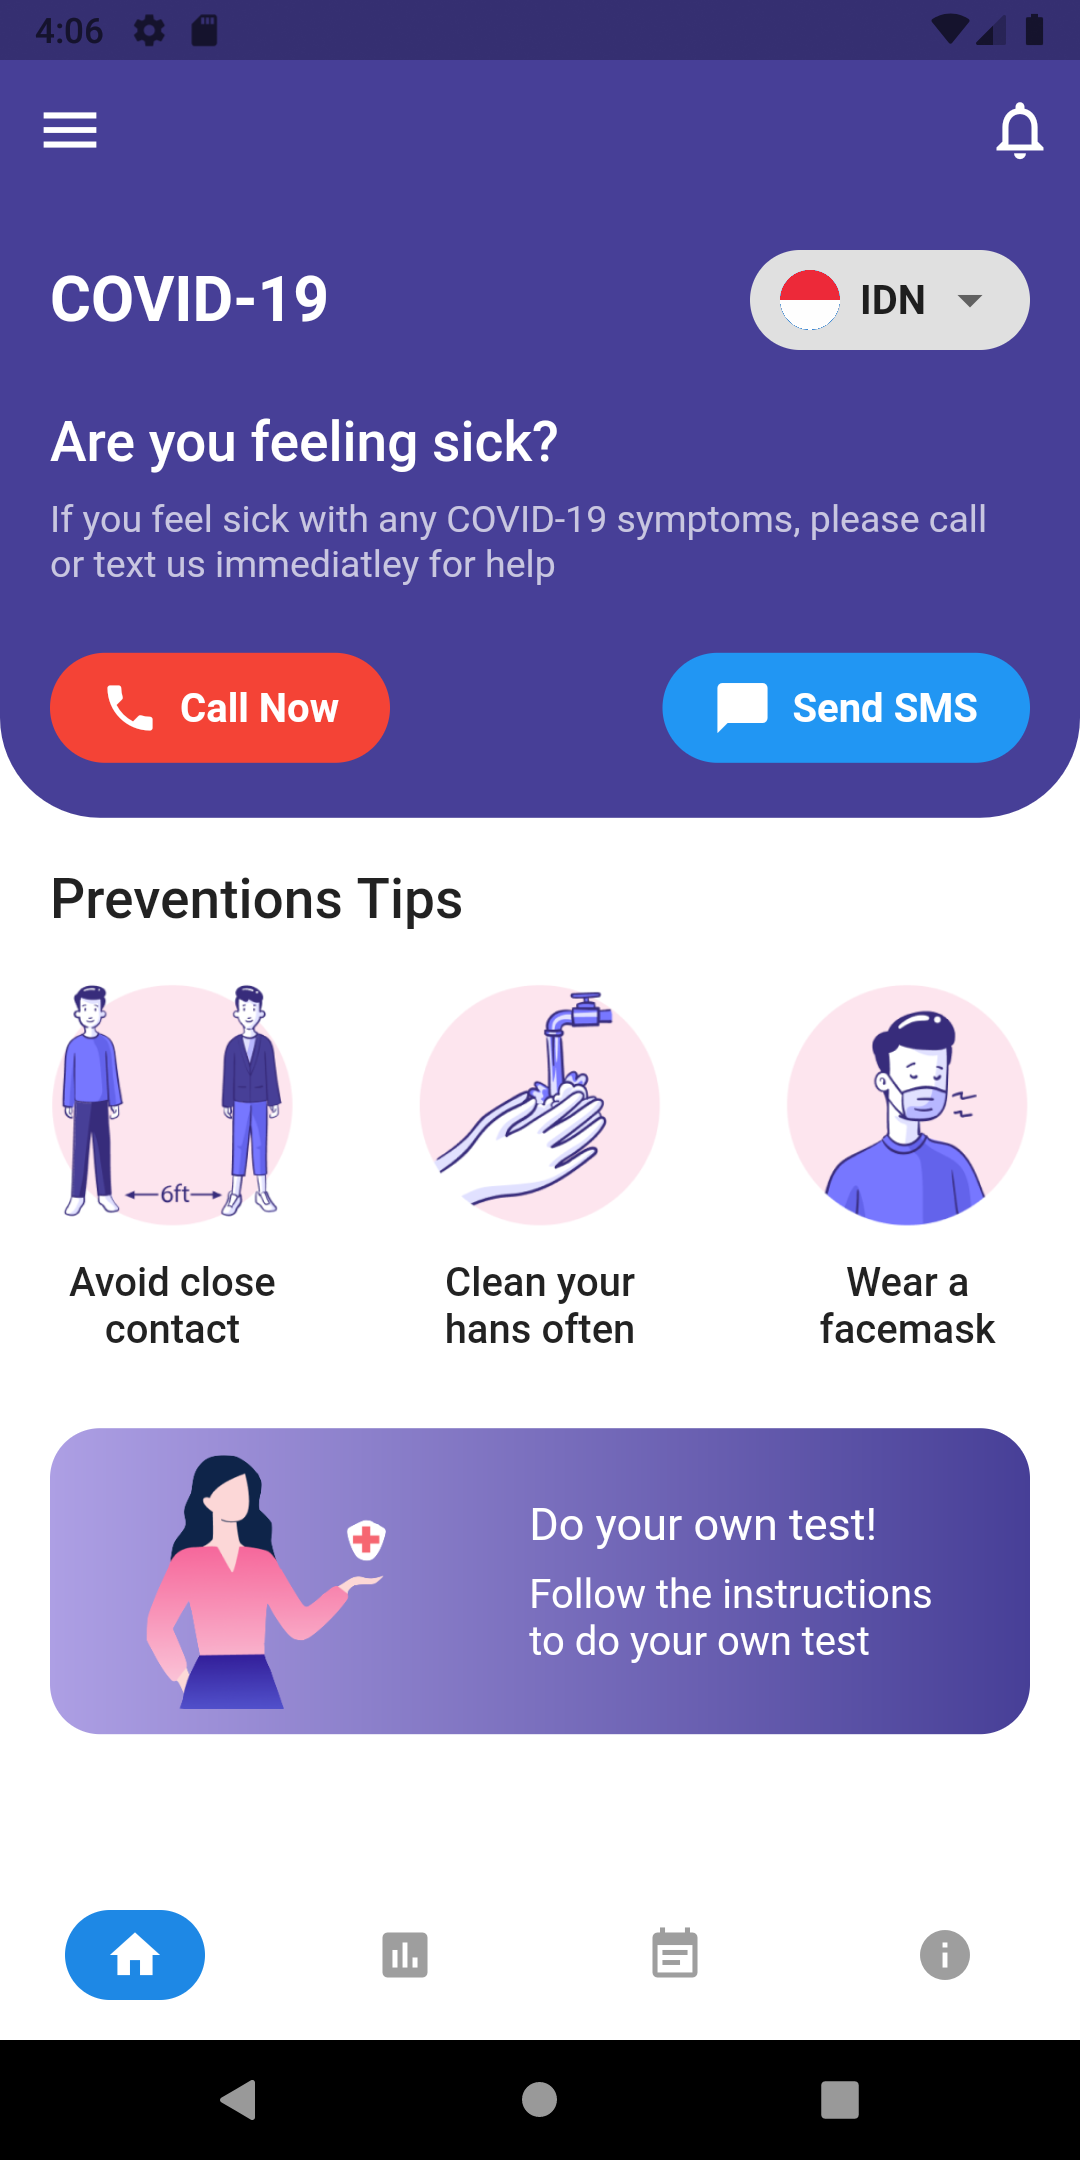 4:06
COVID-19
IDN
Are you feeling sick?
If you feel sick with any COVID-19 symptoms, please call
or text us immediatley for help
Call Now
Send SMS
Preventions Tips
6ft
Avoid close
contact
Clean your
hans often
Wear a
facemask
Do your own test!
Follow the instructions
to do your own test